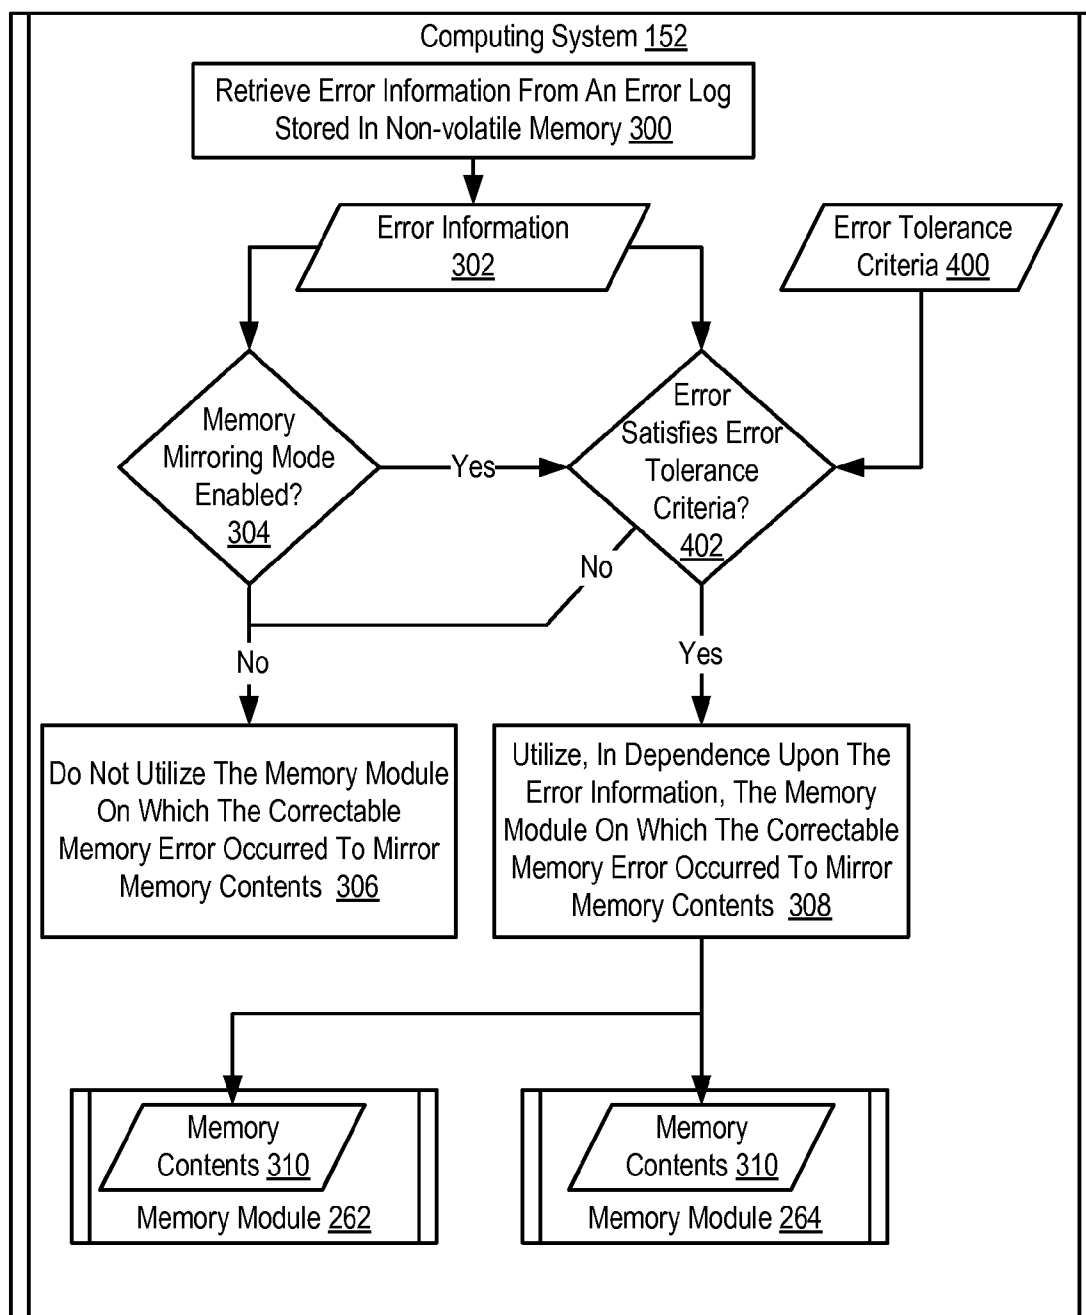 Computing System 152
Retrieve Error Information From An Error Log
Stored In Non-volatile Memory 300
Error Information
302
Error Tolerance
Criteria 400
Memory
Mirroring Mode
Enabled?
304
Yes
Error
Satisfies Error
Tolerance
Criteria?
402
No
No
Yes
Do Not Utilize The Memory Module
On Which The Correctable
Memory Error Occurred To Mirror
Memory Contents 306
Utilize, In Dependence Upon The
Error Information, The Memory
Module On Which The Correctable
Memory Error Occurred To Mirror
Memory Contents 308
Memory
Contents 310
Memory Module 262
Memory
Contents 310
Memory Module 264